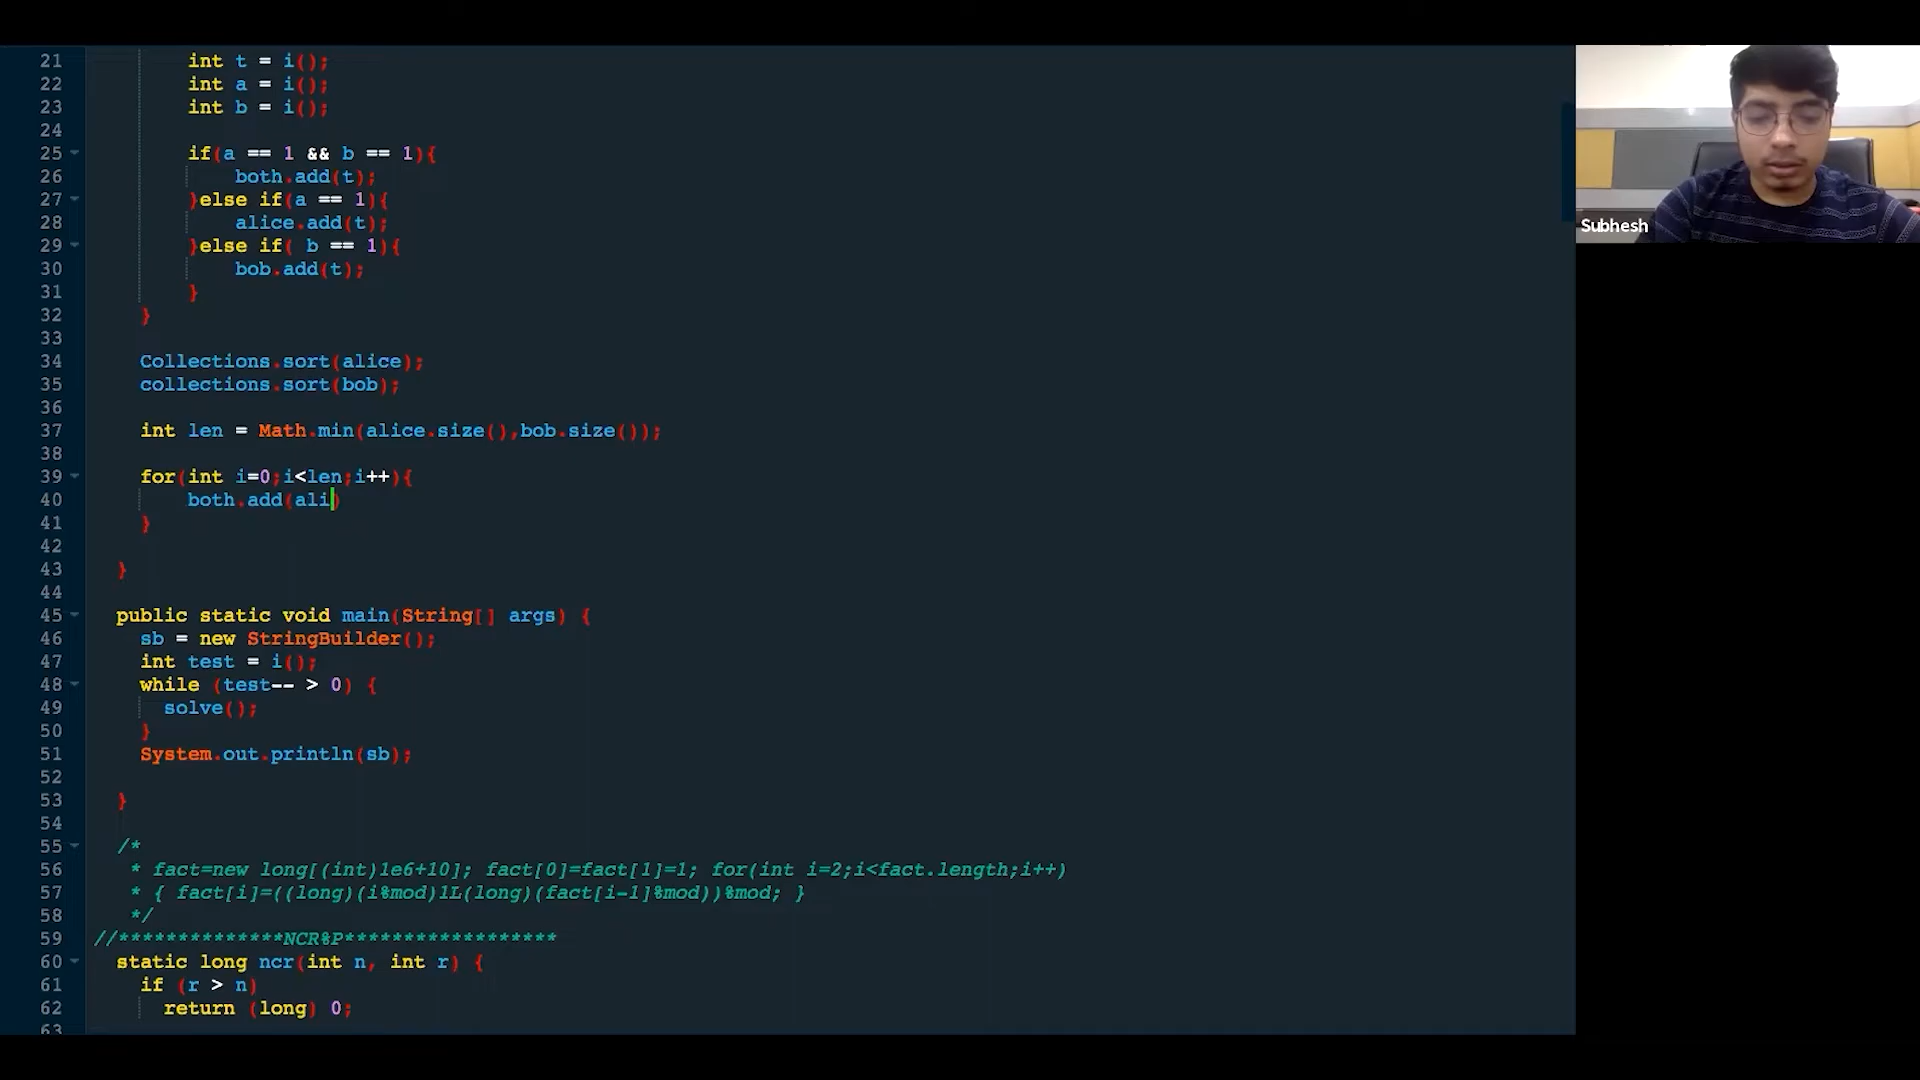 21 int t = i();
22 int a = i();
23 int b = i();
24
25 if(a == 1 && b == 1){
26 both.add(t);
27 }else if(a == 1){
28 alice.add(t);
29 }else if( b == 1){
30 bob.add(t);
31 }
32 }
33
34 Collections.sort(alice);
35 collections.sort(bob);
36
37 int len = Math.min(alice.size(),bob.size());
38
39 for(int i=0;i<len;i++){
40 both.add(ali)
41 }
42
43 }
44
45 public static void main(String[] args) {
46 sb = new StringBuilder();
47 int test = i();
48 while (test-- > 0) {
49 solve();
50 }
51 System.out.println(sb);
52
53 }
54
55 /*
56 * fact=new long[(int)1e6+10]; fact[0]=fact[1]=1; for(int i=2;i<fact.length;i++)
57 * { fact[i]=((long)(i%mod)1L(long)(fact[i-1]%mod))%mod; }
58 */
59 //**************NCR%P******************
60 static long ncr(int n, int r) {
61 if (r > n)
62 return (long) 0;
63
Subhesh